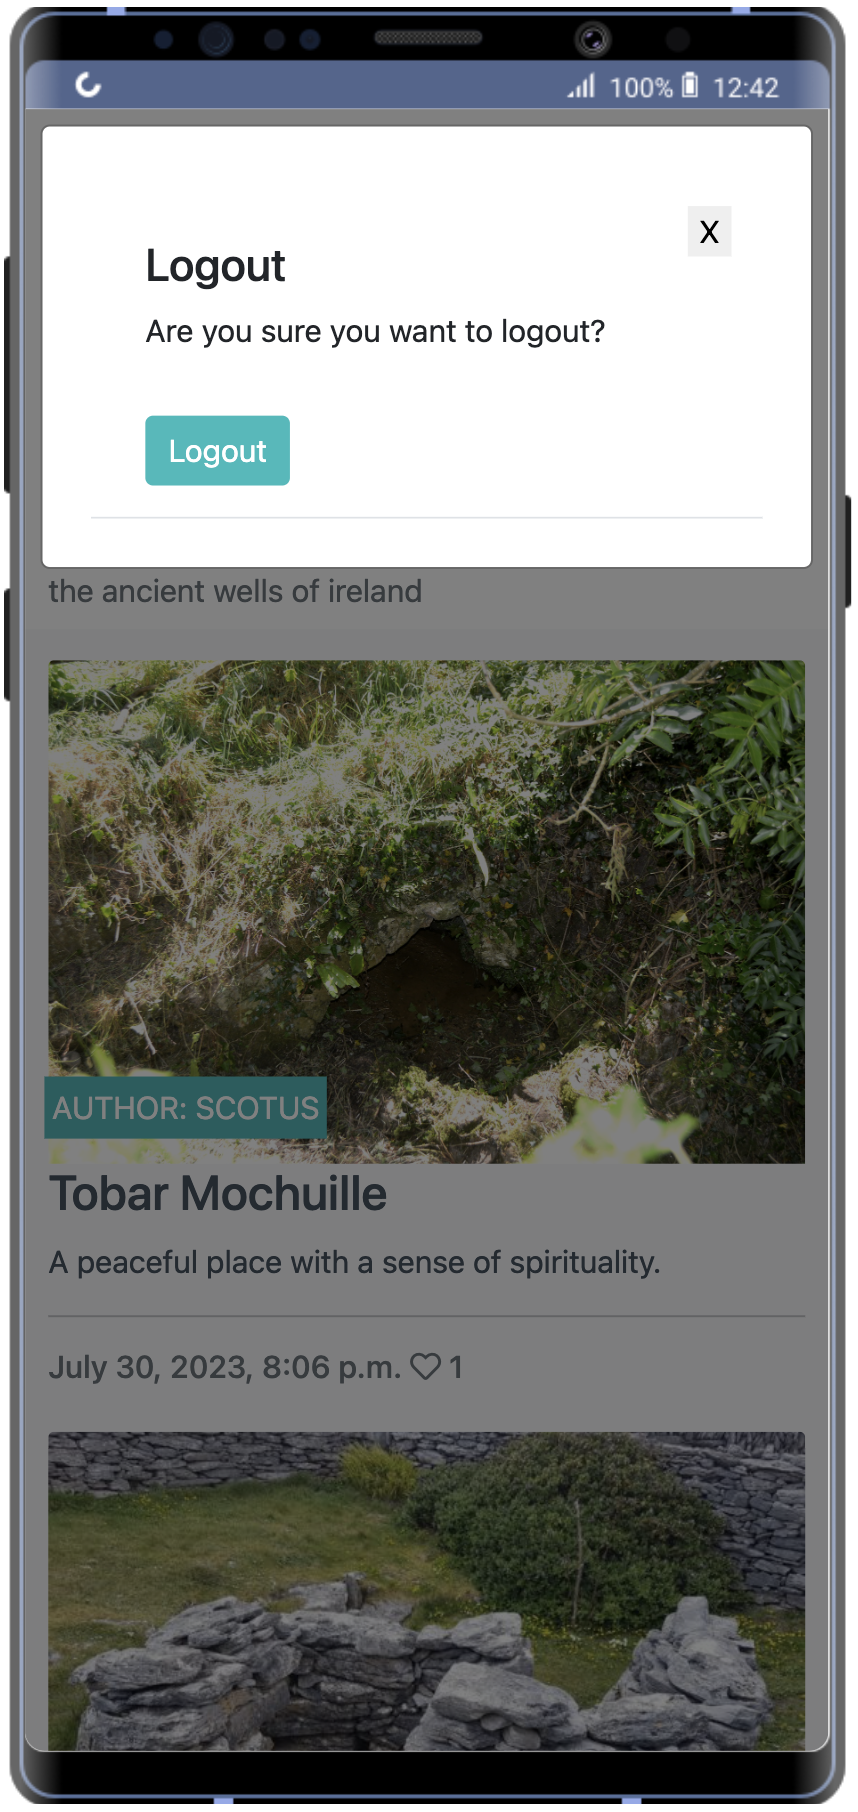 100% 12:42
X
Logout
Are you sure you want to logout?
Logout
the ancient wells of ireland
AUTHOR: SCOTUS
Tobar Mochuille
A peaceful place with a sense of spirituality.
July 30, 2023, 8:06 p.m. 1